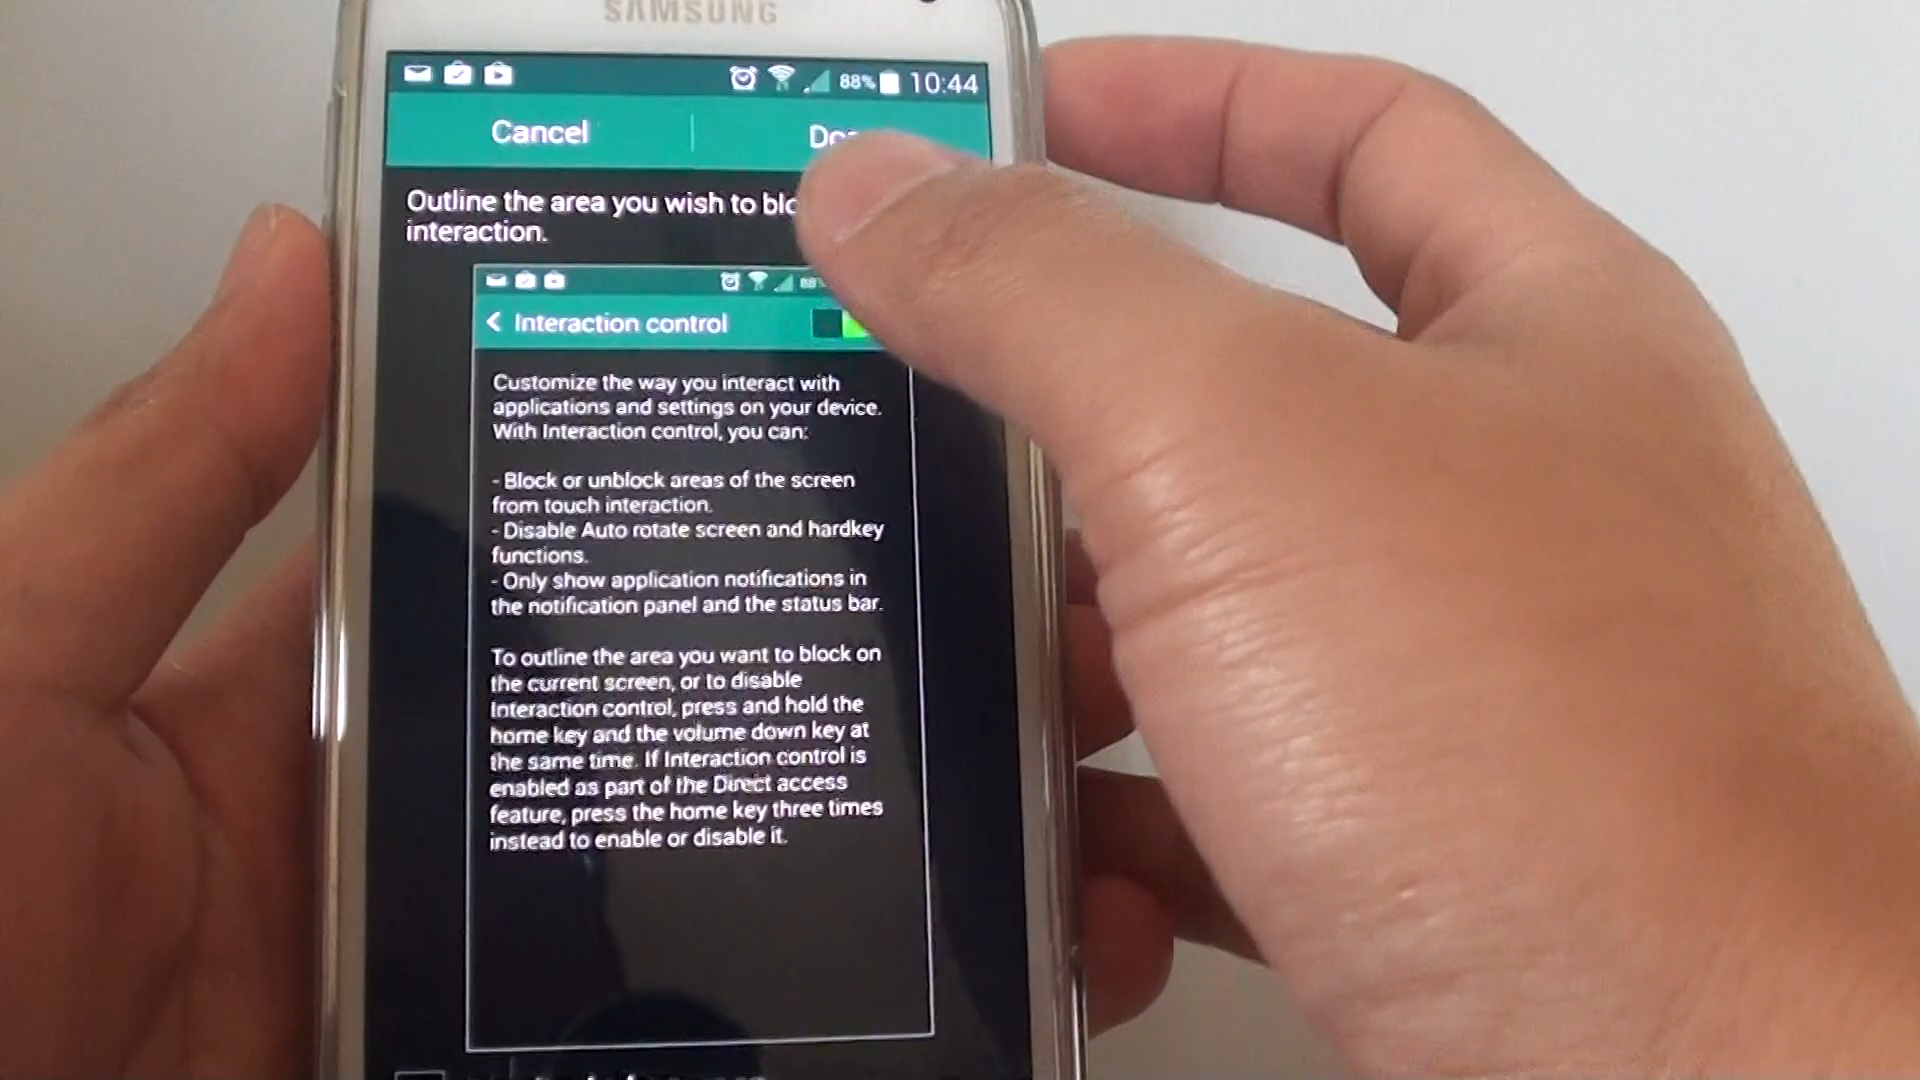 SAMSUNG
88% 10:44
Cancel
Outline the area you wish to
interaction.
Interaction control
Customize the way you interact with
applications and settings on your device.
With Interaction control, you can:
- Block or unblock areas of the screen
from touch interaction.
- Disable Auto rotate screen and hardkey
functions.
- Only show application notifications in
the notification panel and the status bar.
To outline the area you want to block on
the current screen, or to disable
Interaction control, press and hold the
home key and the volume down key at
the same time. If Interaction control is
enabled as part of the Direct access
feature, press the home key three times
instead to enable or disable it.